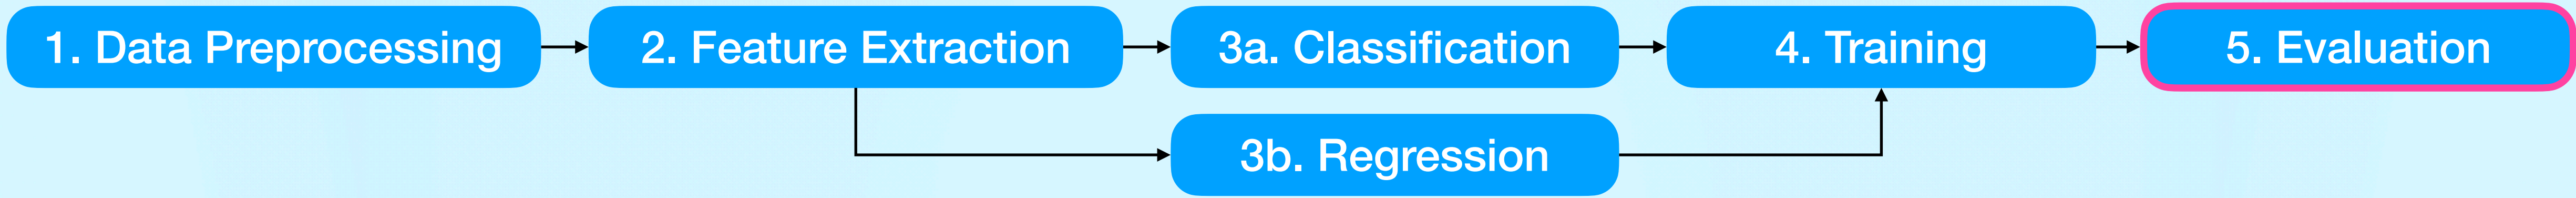 1. Data Preprocessing
2. Feature Extraction
3a. Classification
4. Training
5. Evaluation
3b. Regression